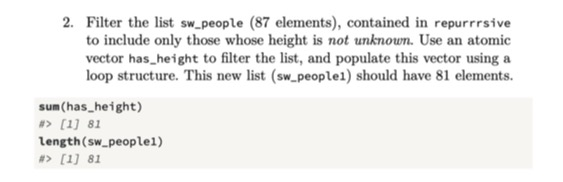 2. Filter the list sw_people (87 elements), contained in repurrrsive
to include only those whose height is not unknown. Use an atomic
vector has_height to filter the list, and populate this vector using a
loop structure. This new list (sw_people1) should have 81 elements.
sum(has_height)
#> [1] 81
length(sw_people1)
#> [1] 81